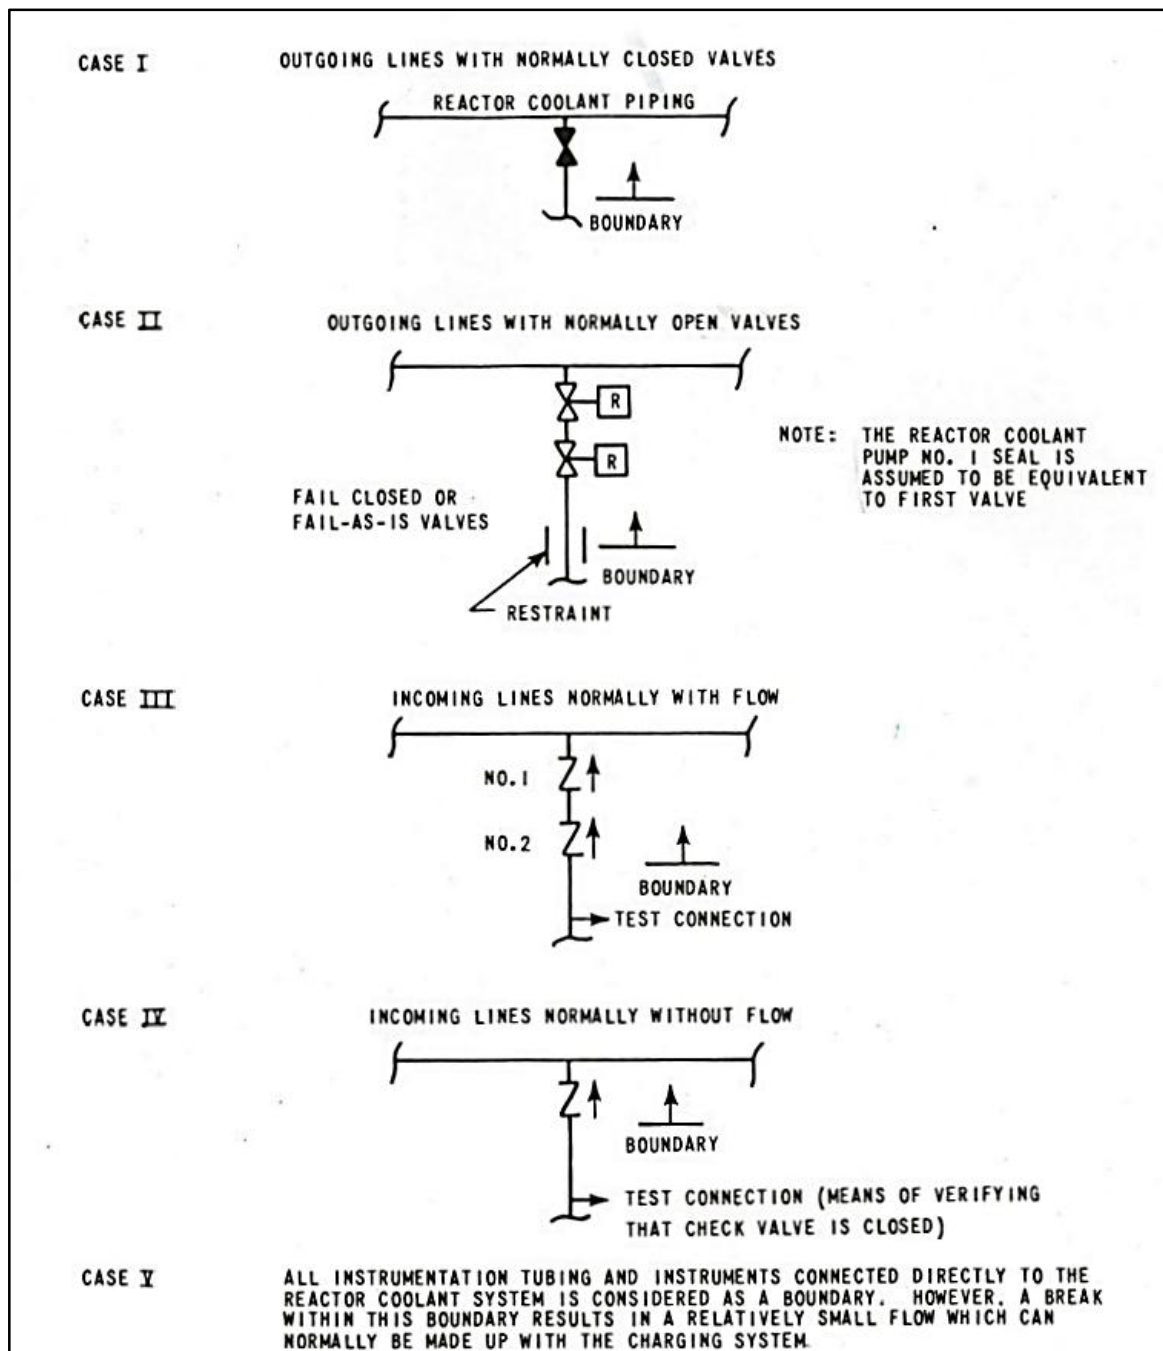 CASE I OUTGOING LINES WITH NORMALLY CLOSED VALVES
REACTOR COOLANT PIPING
BOUNDARY
CASE II OUTGOING LINES WITH NORMALLY OPEN VALVES
R
R
NOTE: THE REACTOR COOLANT
PUMP NO. 1 SEAL IS
ASSUMED TO BE EQUIVALENT
TO FIRST VALVE
FAIL CLOSED OR
FAIL-AS-IS VALVES
BOUNDARY
RESTRAINT
CASE III INCOMING LINES NORMALLY WITH FLOW
NO.1
NO.2
BOUNDARY
TEST CONNECTION
CASE IV INCOMING LINES NORMALLY WITHOUT FLOW
BOUNDARY
TEST CONNECTION (MEANS OF VERIFYING
THAT CHECK VALVE IS CLOSED)
CASE V ALL INSTRUMENTATION TUBING AND INSTRUMENTS CONNECTED DIRECTLY TO THE
REACTOR COOLANT SYSTEM IS CONSIDERED AS A BOUNDARY. HOWEVER, A BREAK
WITHIN THIS BOUNDARY RESULTS IN A RELATIVELY SMALL FLOW WHICH CAN
NORMALLY BE MADE UP WITH THE CHARGING SYSTEM.